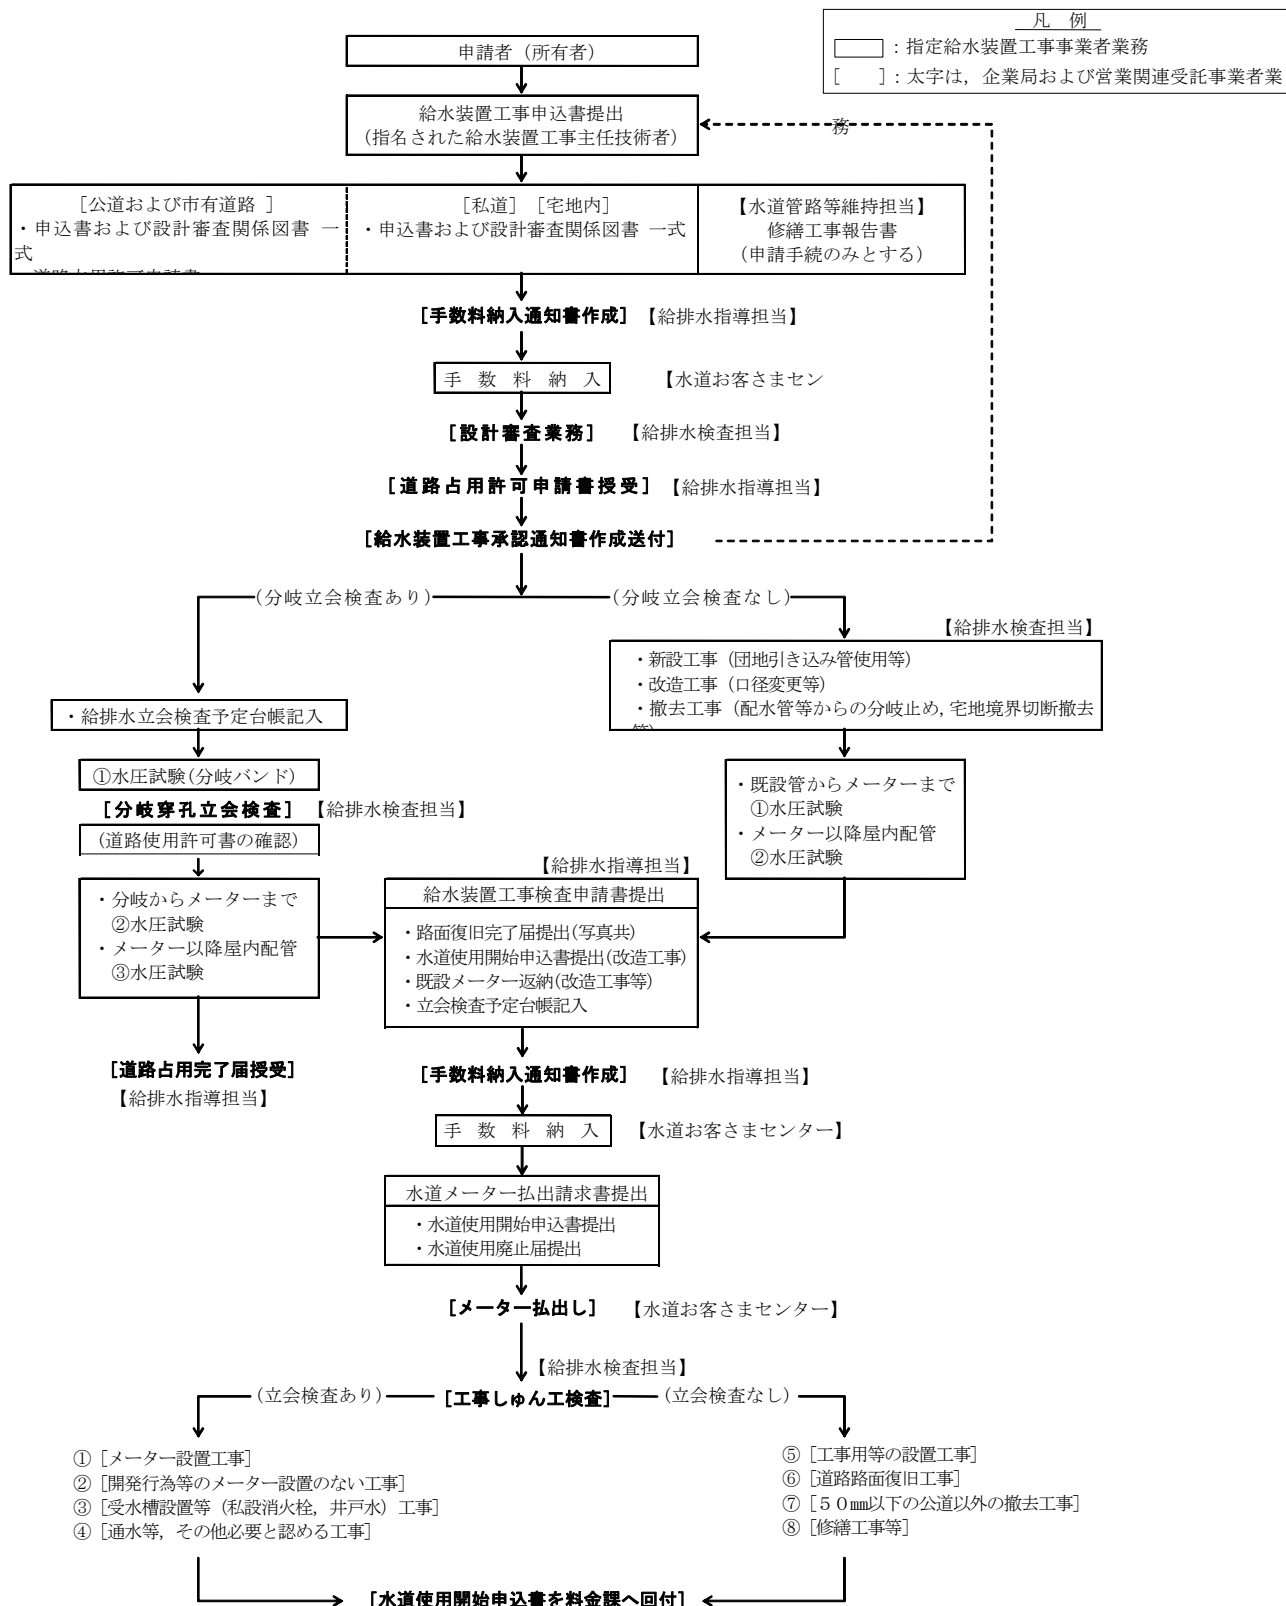 凡 例
：指定給水装置工事事業者業務
［　　］：太字は，企業局および営業関連受託事業者業
務
申請者（所有者）
給水装置工事申込書提出
(指名された給水装置工事主任技術者)
［公道および市有道路 ］
・申込書および設計審査関係図書 一
式
［私道］［宅地内］
・申込書および設計審査関係図書 一式
【水道管路等維持担当】
修繕工事報告書
（申請手続のみとする）
［手数料納入通知書作成］【給排水指導担当】
手 数 料 納 入　【水道お客さまセン
［設計審査業務］　【給排水検査担当】
［道路占用許可申請書授受］【給排水指導担当】
［給水装置工事承認通知書作成送付］
(分岐立会検査あり)
(分岐立会検査なし)
【給排水検査担当】
・新設工事（団地引き込み管使用等）
・改造工事（口径変更等）
・撤去工事（配水管等からの分岐止め,宅地境界切断撤去
・給排水立会検査予定台帳記入
①水圧試験(分岐バンド)
［分岐穿孔立会検査］【給排水検査担当】
(道路使用許可書の確認)
・既設管からメーターまで
①水圧試験
・メーター以降屋内配管
②水圧試験
・分岐からメーターまで
②水圧試験
・メーター以降屋内配管
③水圧試験
【給排水指導担当】
給水装置工事検査申請書提出
・路面復旧完了届提出(写真共)
・水道使用開始申込書提出(改造工事)
・既設メーター返納(改造工事等)
・立会検査予定台帳記入
［道路占用完了届授受］
【給排水指導担当】
［手数料納入通知書作成］　【給排水指導担当】
手 数 料 納 入　【水道お客さまセンター】
水道メーター払出請求書提出
・水道使用開始申込書提出
・水道使用廃止届提出
［メーター払出し］　【水道お客さまセンター】
【給排水検査担当】
(立会検査あり)［工事しゅん工検査］(立会検査なし)
①［メーター設置工事］
②［開発行為等のメーター設置のない工事］
③［受水槽設置等（私設消火栓，井戸水）工事］
④［通水等，その他必要と認める工事］
⑤［工事用等の設置工事］
⑥［道路路面復旧工事］
⑦［５０㎜以下の公道以外の撤去工事］
⑧［修繕工事等］
［水道使用開始申込書を料金課へ回付］